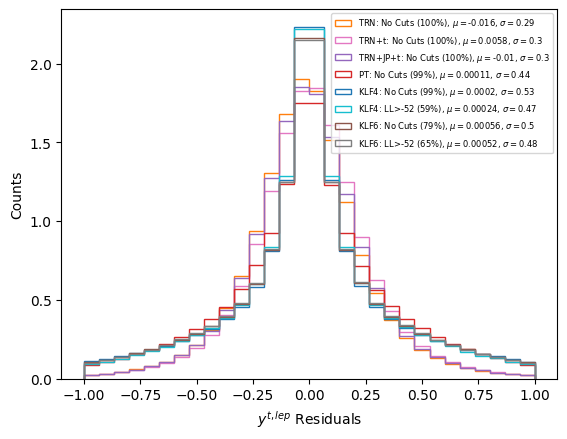 TRN: No Cuts (100%), μ = -0.016, σ = 0.29
TRN+t: No Cuts (100%), μ = 0.0058, σ = 0.3
TRN+JP+t: No Cuts (100%), μ = -0.01, σ = 0.3
PT: No Cuts (99%), μ = 0.00011, σ = 0.44
KLF4: No Cuts (99%), μ = 0.0002, σ = 0.53
KLF4: LL>-52 (59%), μ = 0.00024, σ = 0.47
KLF6: No Cuts (79%), μ = 0.00056, σ = 0.5
KLF6: LL>-52 (65%), μ = 0.00052, σ = 0.48
Counts
2.0
1.5
1.0
0.5
0.0
−1.00 −0.75 −0.50 −0.25 0.00 0.25 0.50 0.75 1.00
y^{t,lep} Residuals